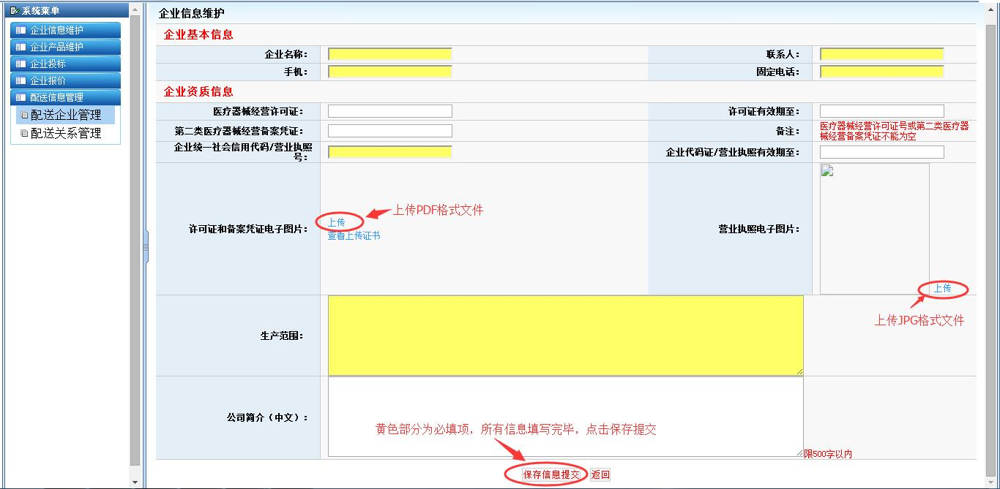 系统菜单
企业信息维护
企业产品维护
企业投标
企业报价
配送信息管理
配送企业管理
配送关系管理
企业信息维护
企业基本信息
企业名称：
联系人：
手机：
固定电话：
企业资质信息
医疗器械经营许可证：
许可证有效期至：
第二类医疗器械经营备案凭证：
备注：
医疗器械经营许可证号或第二类医疗器
械经营备案凭证不能为空
企业统一社会信用代码/营业执照
号：
企业代码证/营业执照有效期至：
许可证和备案凭证电子图片：
上传
查看上传证书
上传PDF格式文件
营业执照电子图片：
上传
上传JPG格式文件
生产范围：
公司简介（中文）：
黄色部分为必填项，所有信息填写完毕，点击保存提交
限500字以内
保存信息提交
返回